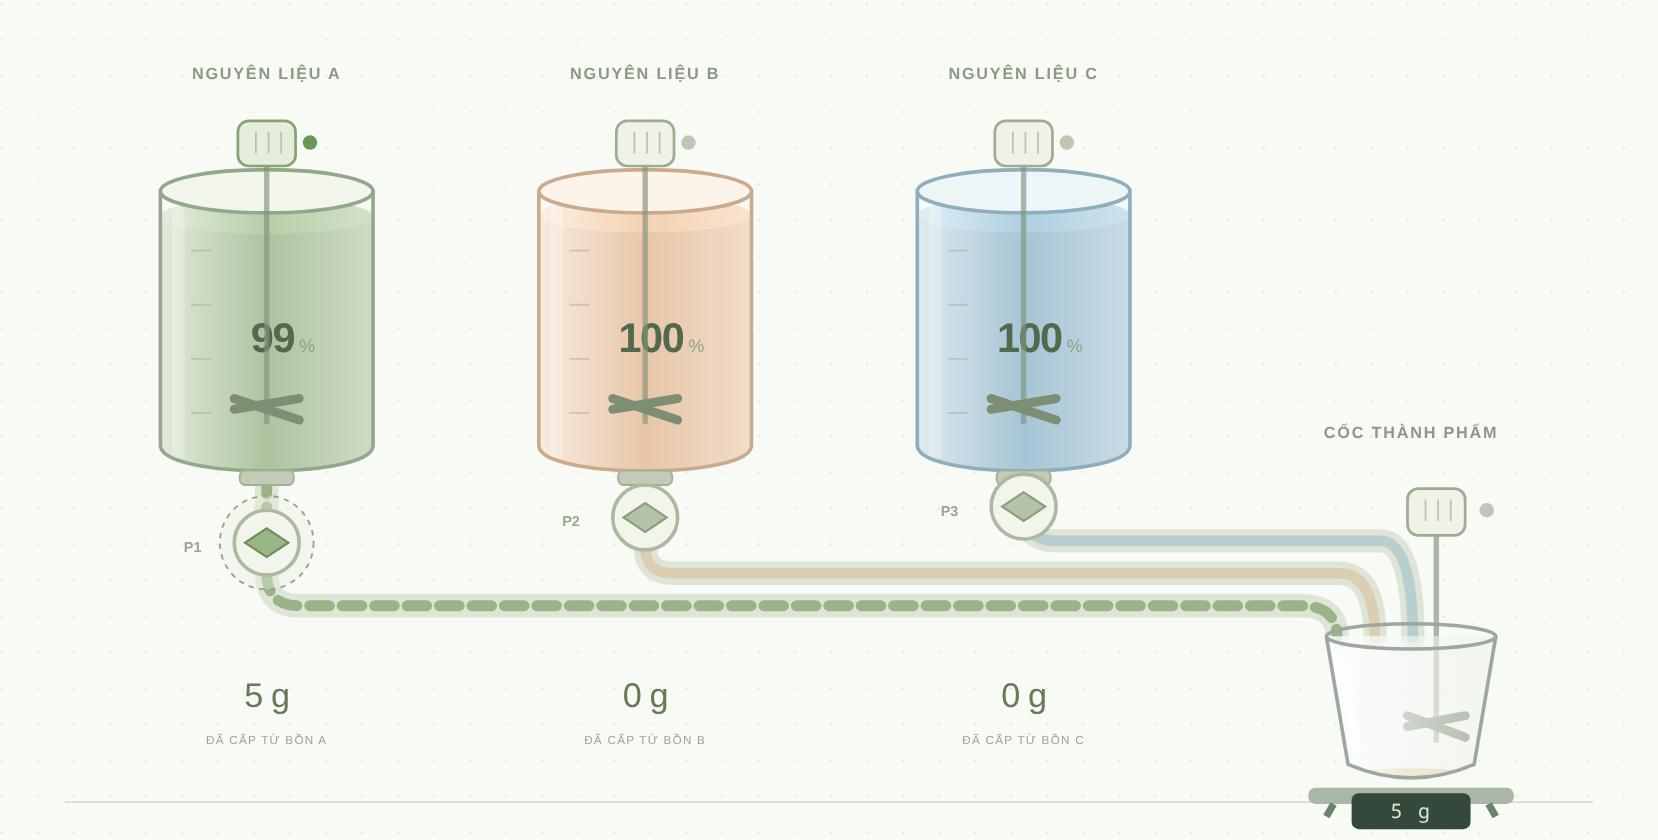 NGUYÊN LIỆU A
NGUYÊN LIỆU B
NGUYÊN LIỆU C
99 %
100 %
100 %
CỐC THÀNH PHẨM
P1
P2
P3
5 g
0 g
0 g
ĐÃ CẤP TỪ BỒN A
ĐÃ CẤP TỪ BỒN B
ĐÃ CẤP TỪ BỒN C
5 g